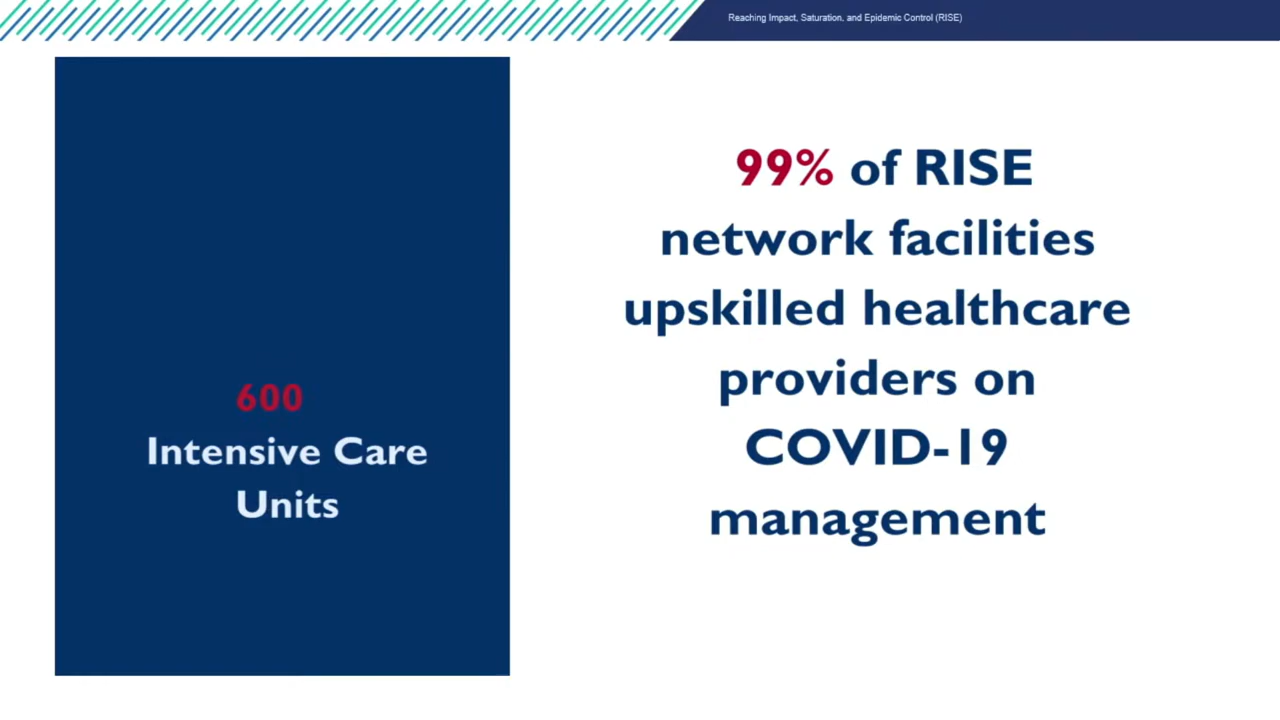 Reaching Impact, Saturation, and Epidemic Control (RISE)
600
Intensive Care
Units
99% of RISE
network facilities
upskilled healthcare
providers on
COVID-19
management